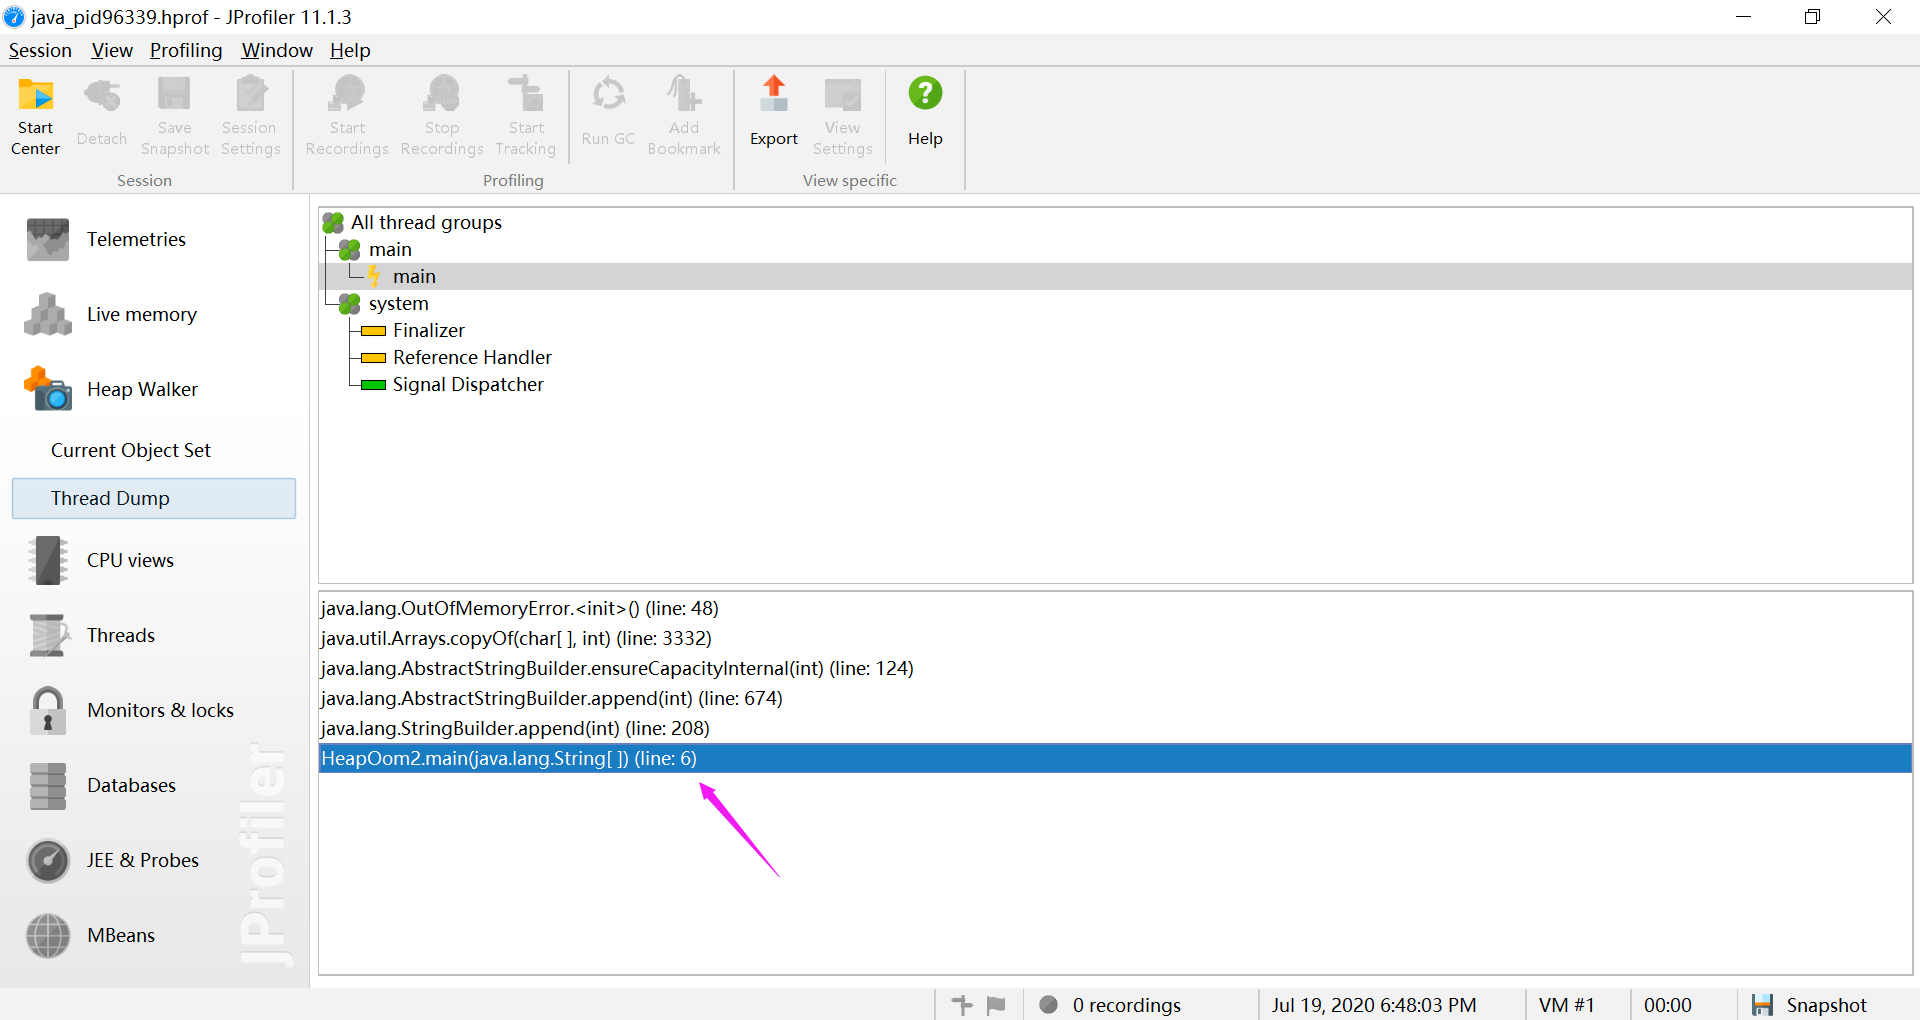 java_pid96339.hprof - JProfiler 11.1.3
Session View Profiling Window Help
Start Center
Detach
Save Snapshot
Session Settings
Start Recordings
Stop Recordings
Start Tracking
Run GC
Add Bookmark
Export
View Settings
Help
Session
Profiling
View specific
Telemetries
Live memory
Heap Walker
Current Object Set
Thread Dump
CPU views
Threads
Monitors & locks
Databases
JEE & Probes
MBeans
JProfiler
All thread groups
main
main
system
Finalizer
Reference Handler
Signal Dispatcher
java.lang.OutOfMemoryError.<init>() (line: 48)
java.util.Arrays.copyOf(char[ ], int) (line: 3332)
java.lang.AbstractStringBuilder.ensureCapacityInternal(int) (line: 124)
java.lang.AbstractStringBuilder.append(int) (line: 674)
java.lang.StringBuilder.append(int) (line: 208)
HeapOom2.main(java.lang.String[ ]) (line: 6)
0 recordings
Jul 19, 2020 6:48:03 PM
VM #1
00:00
Snapshot